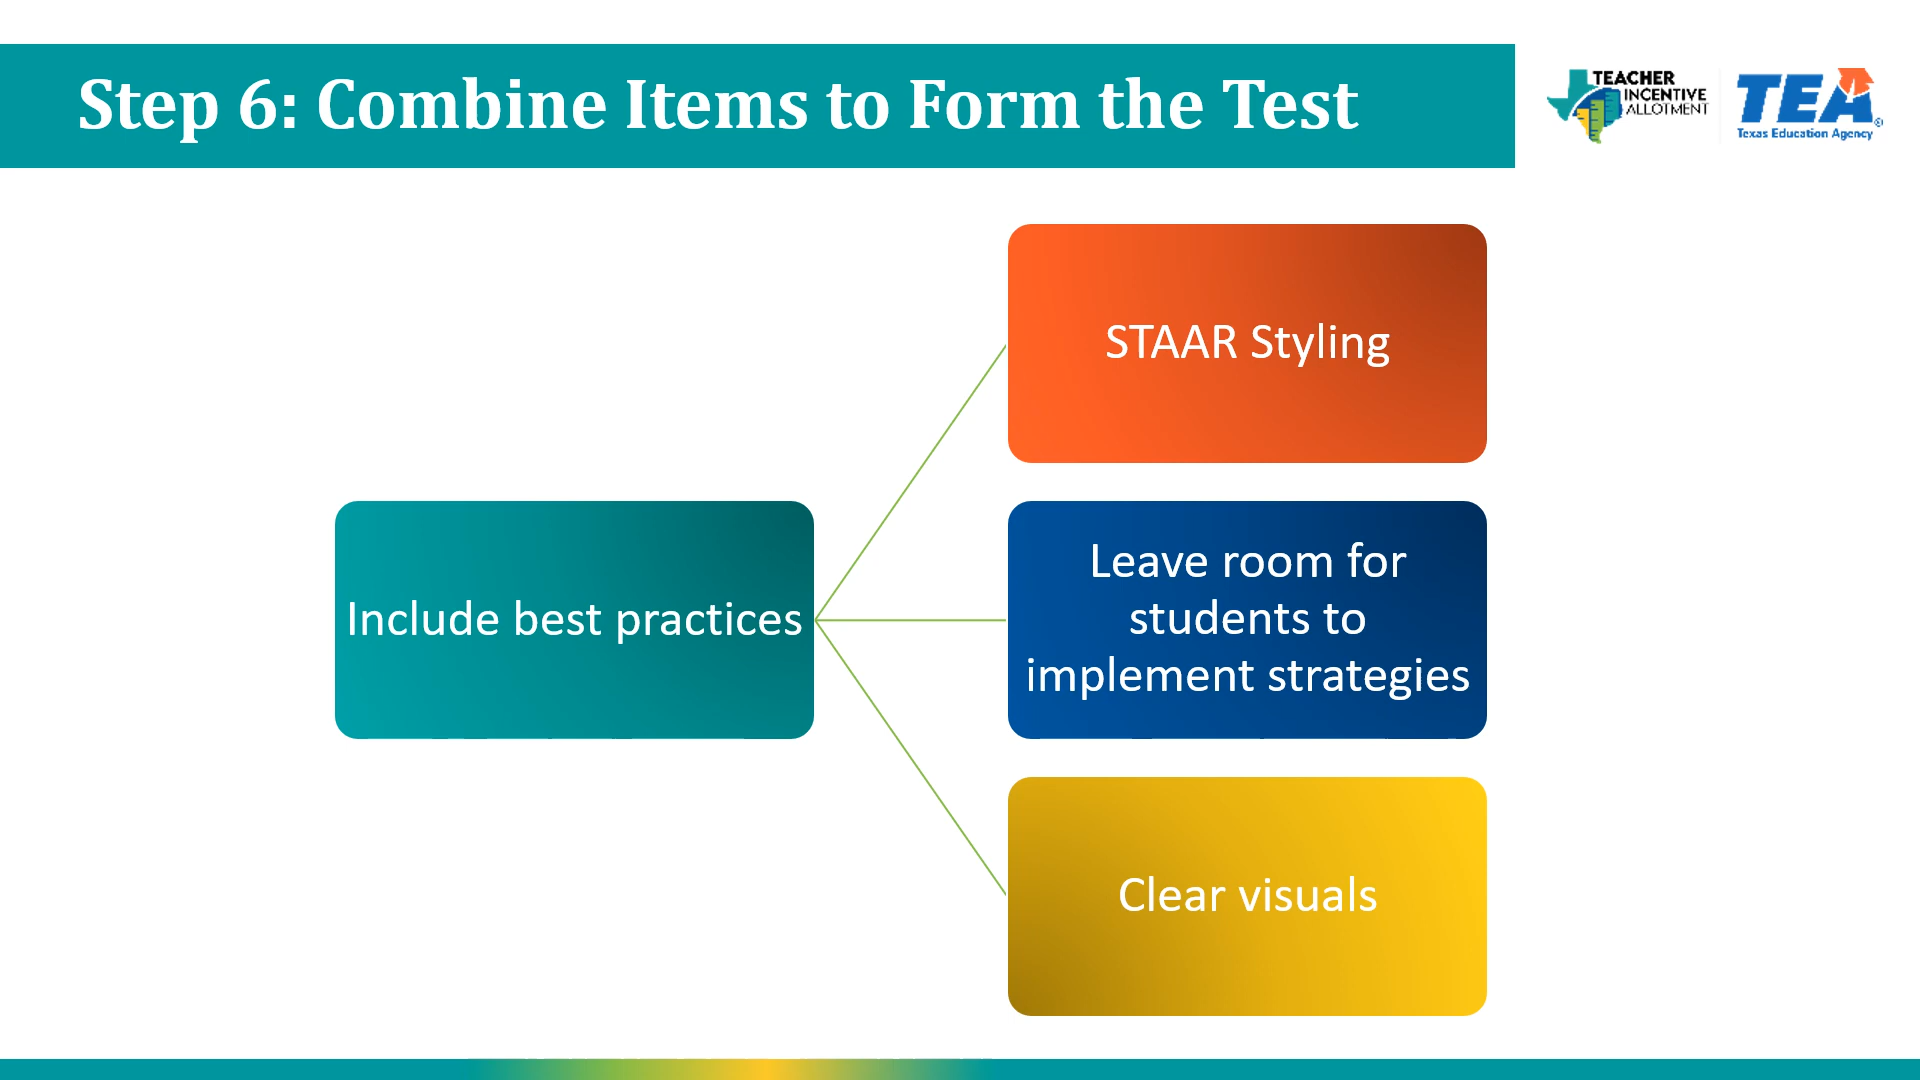 Step 6: Combine Items to Form the Test
TEACHER
INCENTIVE
ALLOTMENT
TEA®
Texas Education Agency
STAAR Styling
Include best practices
Leave room for
students to
implement strategies
Clear visuals